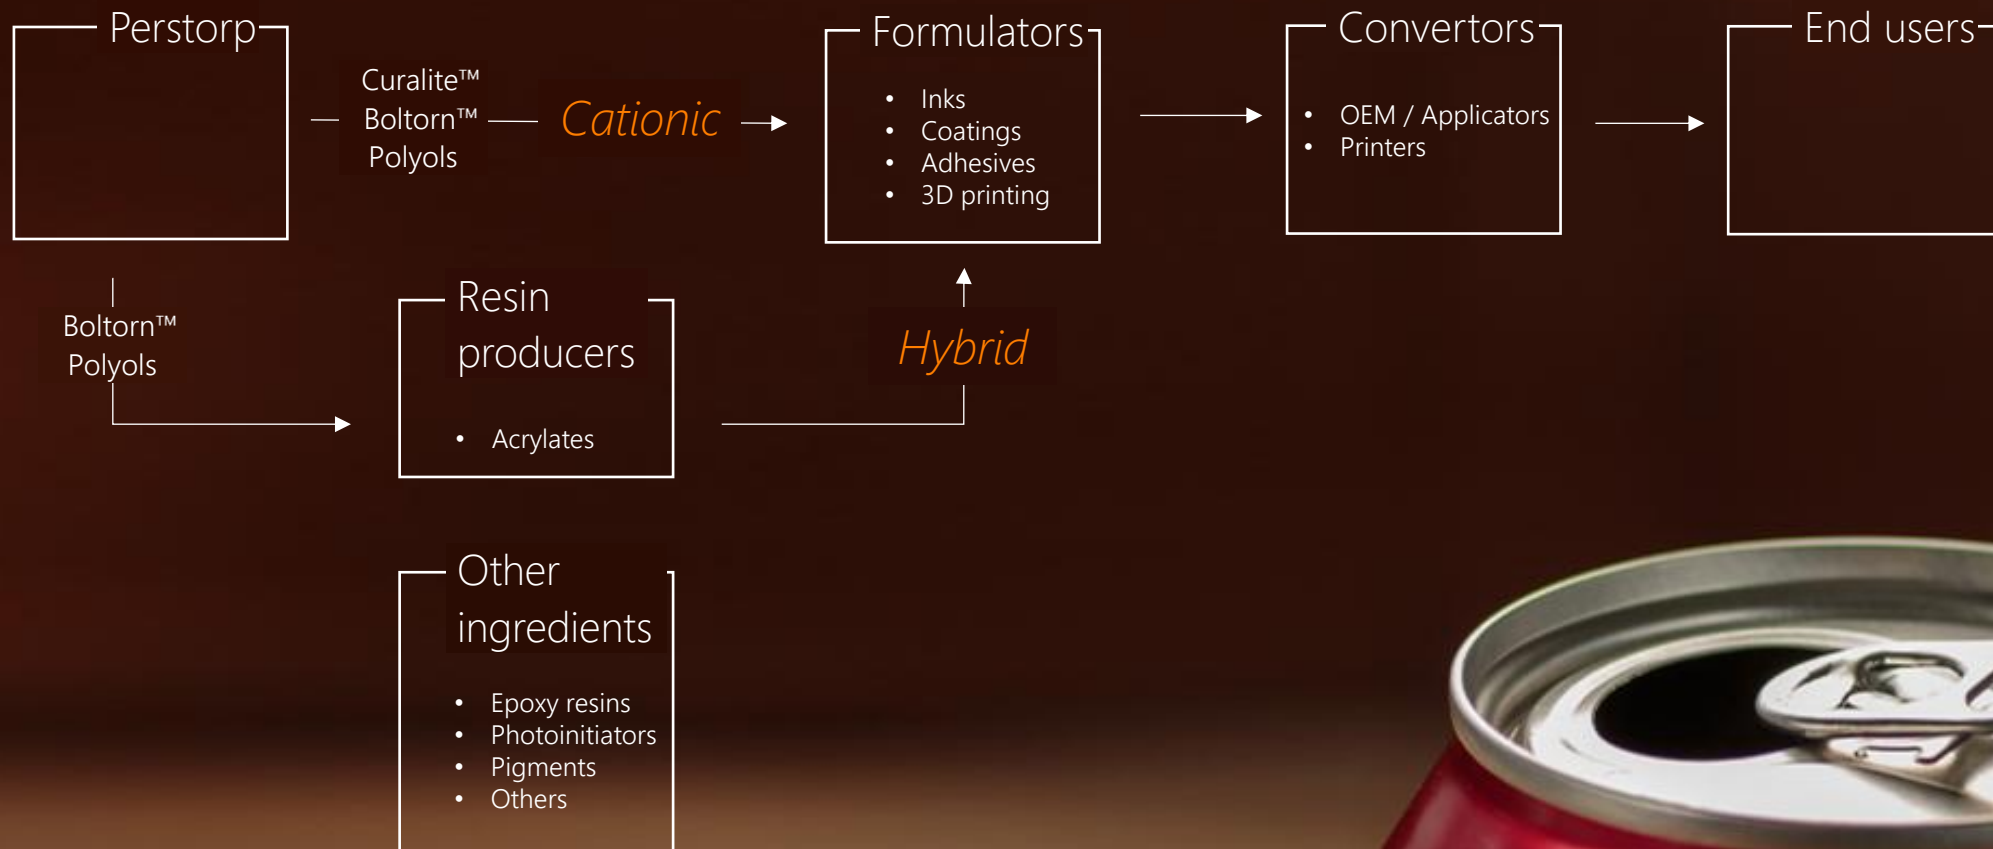 Perstorp
Curalite™
Boltorn™
Polyols
Cationic
Formulators
• Inks
• Coatings
• Adhesives
• 3D printing
Convertors
• OEM / Applicators
• Printers
End users
Boltorn™
Polyols
Resin
producers
• Acrylates
Hybrid
Other
ingredients
• Epoxy resins
• Photoinitiators
• Pigments
• Others